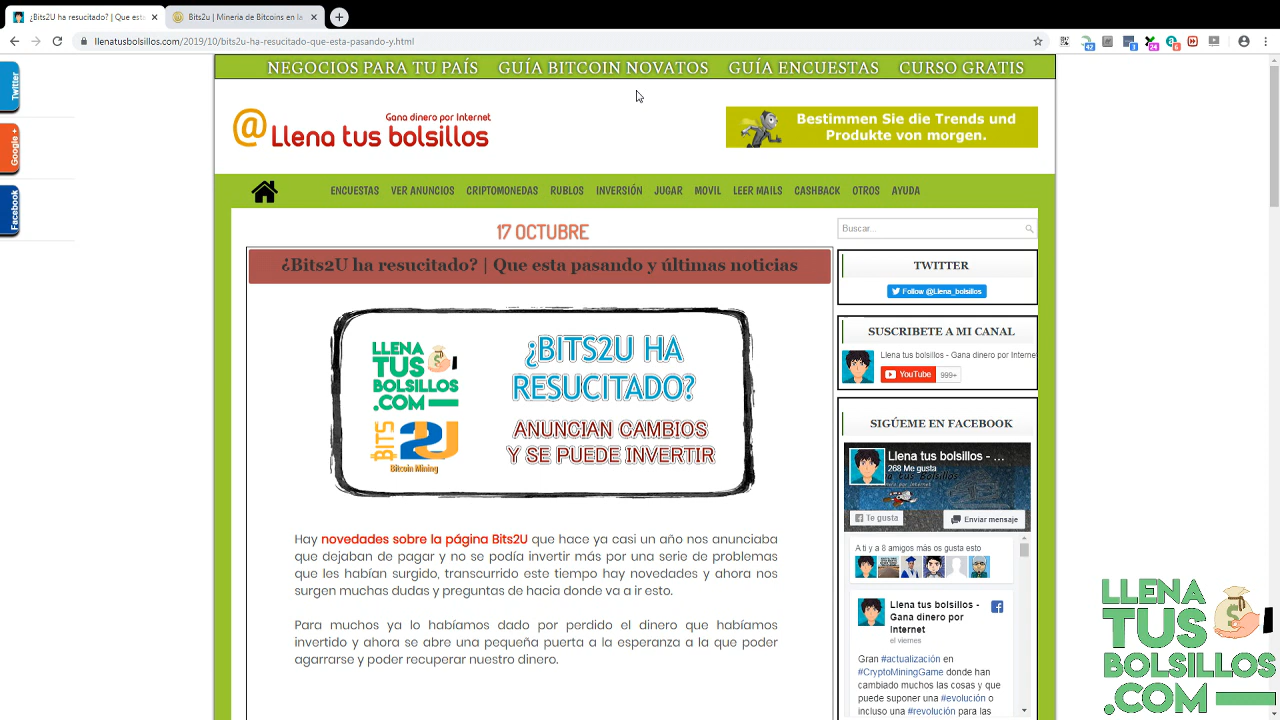 ¿Bits2U ha resucitado? | Que esta
Bits2u | Mineria de Bitcoins en la
llenatusbolsillos.com/2019/10/bits2u-ha-resucitado-que-esta-pasando-y.html
42
1
24
6
Twitter
Google +
Facebook
NEGOCIOS PARA TU PAÍS GUÍA BITCOIN NOVATOS GUÍA ENCUESTAS CURSO GRATIS
Gana dinero por Internet
@Llena tus bolsillos
Bestimmen Sie die Trends und
Produkte von morgen.
ENCUESTAS VER ANUNCIOS CRIPTOMONEDAS RUBLOS INVERSIÓN JUGAR MOVIL LEER MAILS CASHBACK OTROS AYUDA
17 OCTUBRE
¿Bits2U ha resucitado? | Que esta pasando y últimas noticias
LLENA
TUS
BOLSILLOS
.COM
BITS
2U
Bitcoin Mining
¿BITS2U HA
RESUCITADO?
ANUNCIAN CAMBIOS
Y SE PUEDE INVERTIR
Hay novedades sobre la página Bits2U que hace ya casi un año nos anunciaba
que dejaban de pagar y no se podía invertir más por una serie de problemas
que les habían surgido, transcurrido este tiempo hay novedades y ahora nos
surgen muchas dudas y preguntas de hacia donde va a ir esto.
Para muchos ya lo habíamos dado por perdido el dinero que habíamos
invertido y ahora se abre una pequeña puerta a la esperanza a la que poder
agarrarse y poder recuperar nuestro dinero.
Buscar...
TWITTER
Follow @Llena_bolsillos
SUSCRIBETE A MI CANAL
Llena tus bolsillos - Gana dinero por Interne
YouTube 999+
SIGÚEME EN FACEBOOK
Llena tus bolsillos - ...
268 Me gusta
Te gusta
Enviar mensaje
A ti y a 8 amigos más os gusta esto
Llena tus bolsillos -
Gana dinero por
Internet
el viernes
Gran #actualización en
#CryptoMiningGame donde han
cambiado muchos las cosas y que
puede suponer una #evolución o
incluso una #revolución para las
LLENA
TUS
BOLSILLOS
.COM